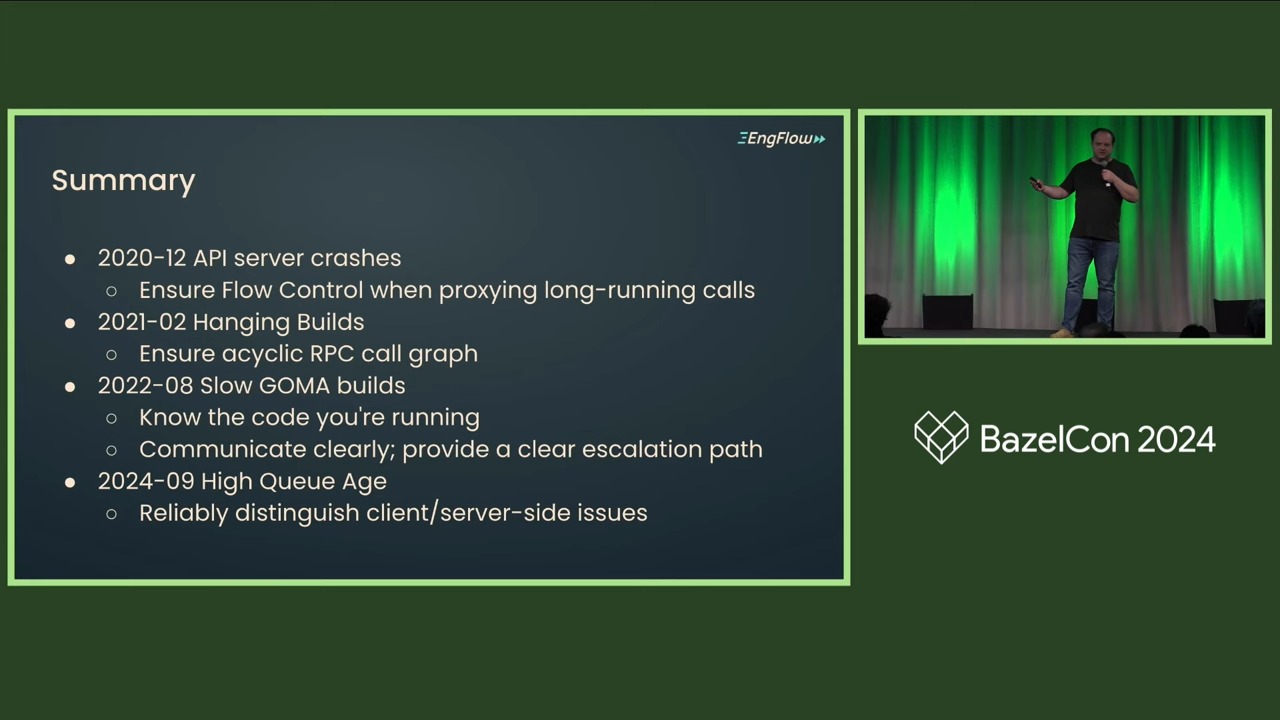 EngFlow
Summary
● 2020-12 API server crashes
○ Ensure Flow Control when proxying long-running calls
● 2021-02 Hanging Builds
○ Ensure acyclic RPC call graph
● 2022-08 Slow GOMA builds
○ Know the code you're running
○ Communicate clearly; provide a clear escalation path
● 2024-09 High Queue Age
○ Reliably distinguish client/server-side issues
BazelCon 2024